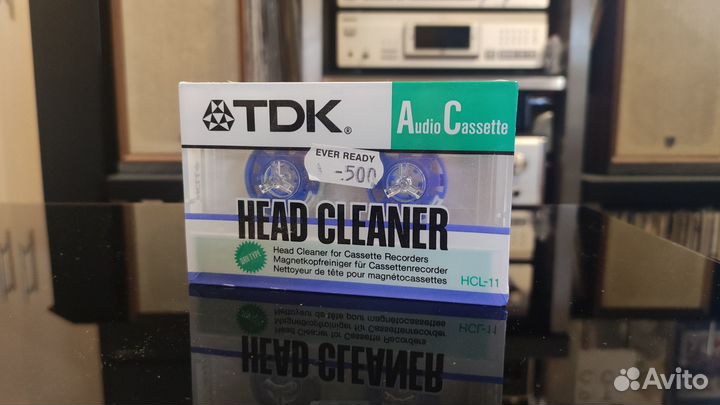 TDK®
Audio Cassette
EVER READY
-500
HEAD CLEANER
DRY TYPE
Head Cleaner for Cassette Recorders
Magnetkopfreiniger für Cassettenrecorder
Nettoyeur de tête pour magnétocassettes
HCL-11
Avito